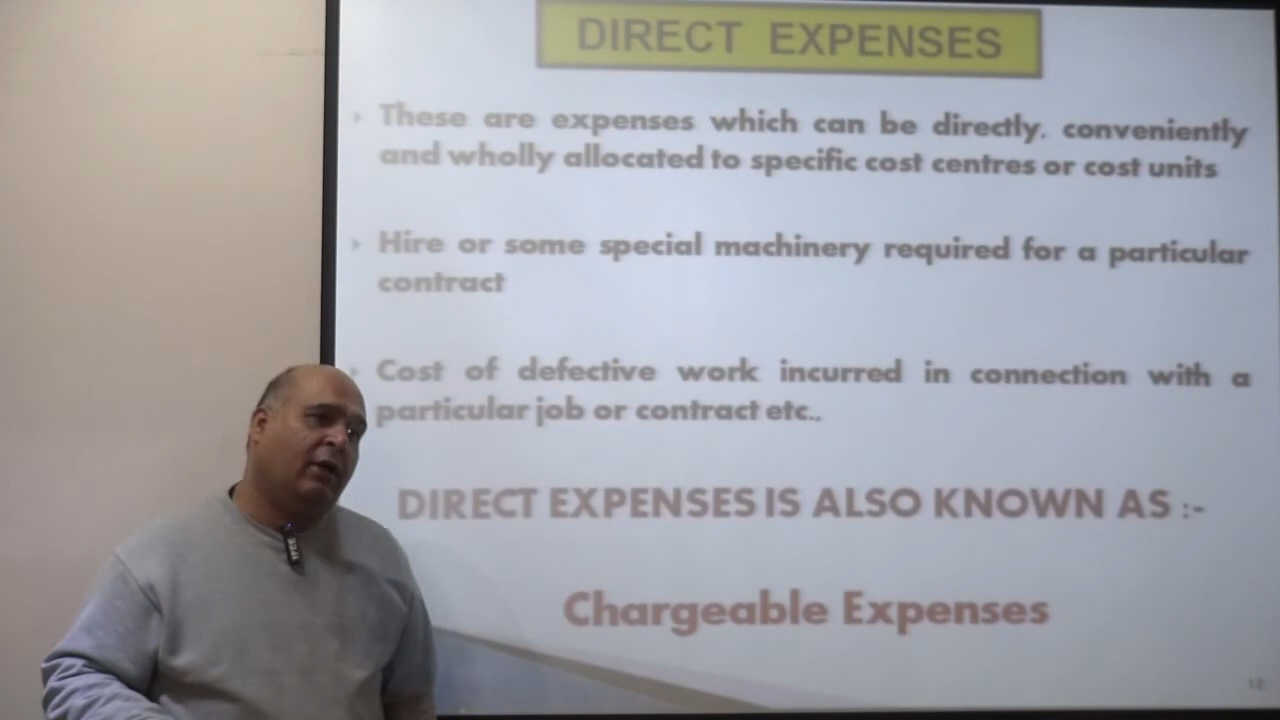 DIRECT EXPENSES
These are expenses which can be directly, conveniently
and wholly allocated to specific cost centres or cost units
Hire or some special machinery required for a particular
contract
Cost of defective work incurred in connection with a
particular job or contract etc.,
DIRECT EXPENSES IS ALSO KNOWN AS :-
Chargeable Expenses
12